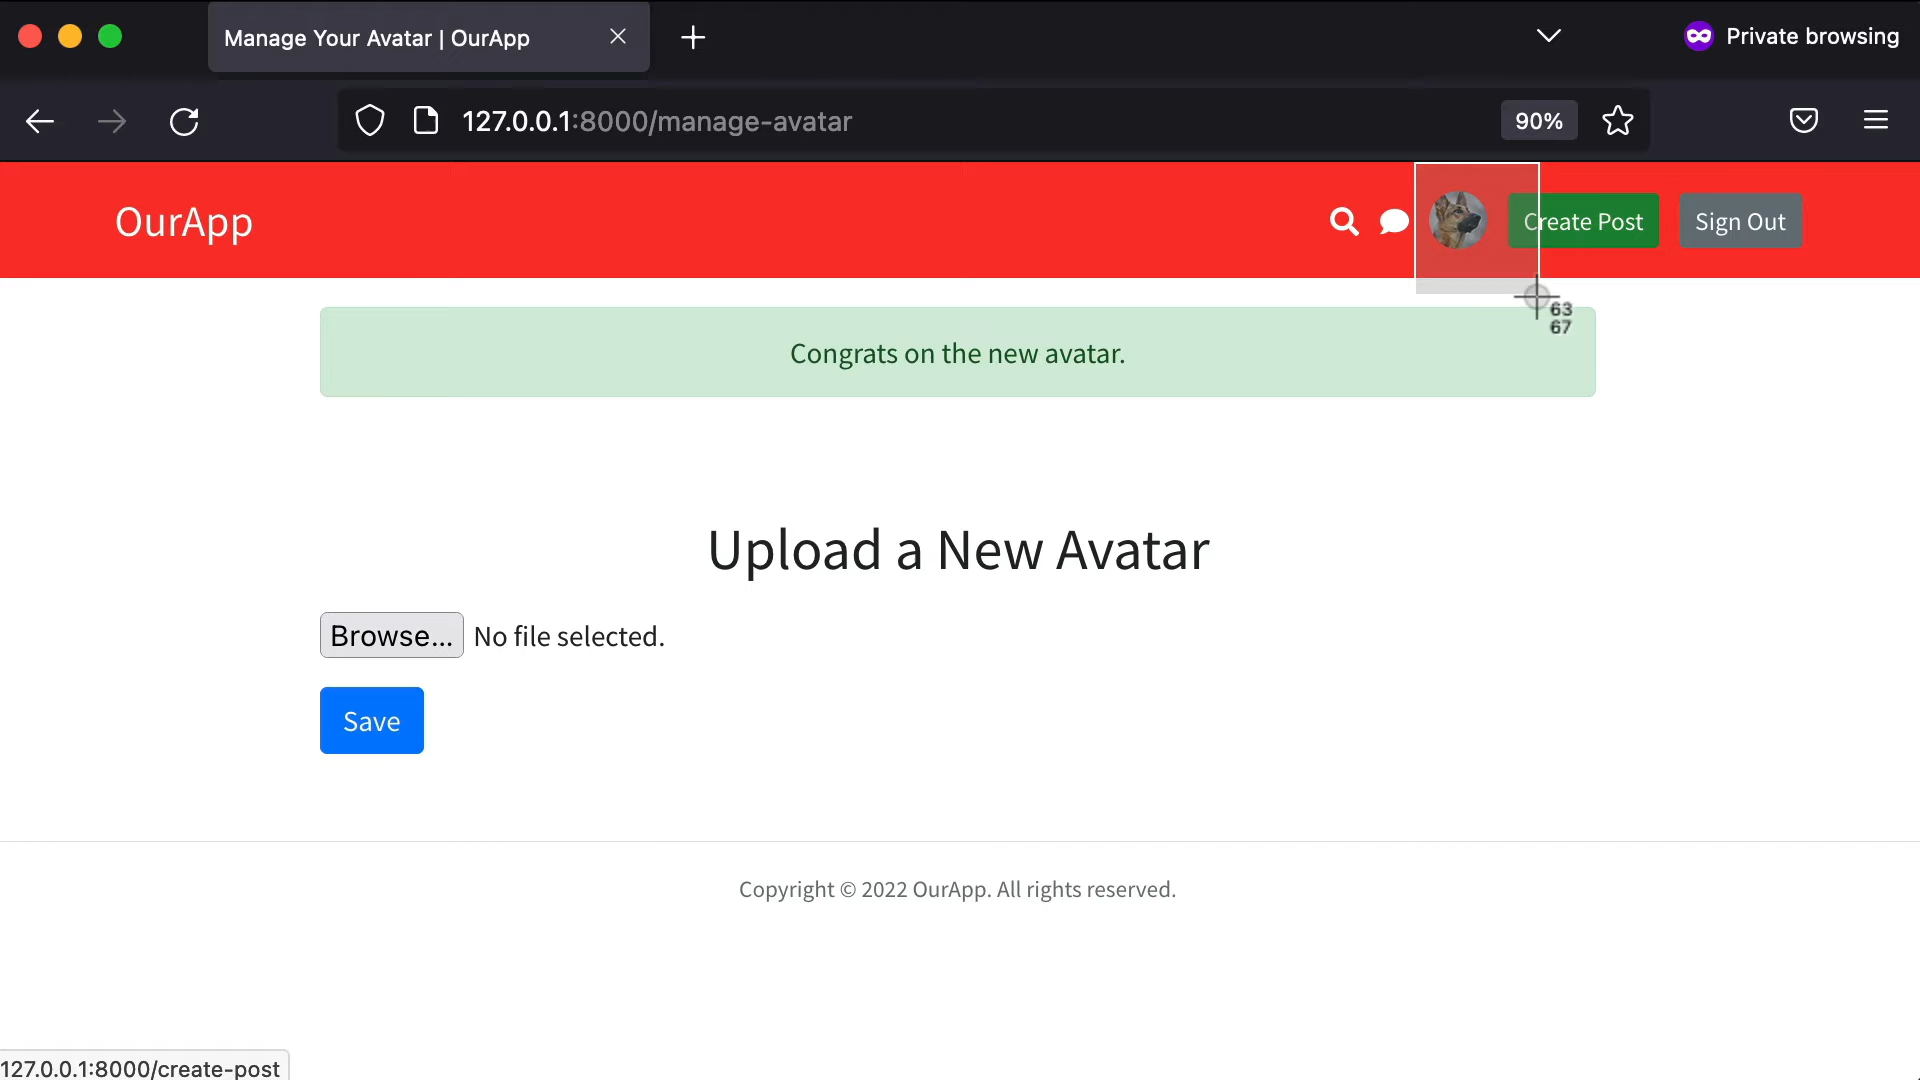 Manage Your Avatar | OurApp
Private browsing
127.0.0.1:8000/manage-avatar
90%
OurApp
Create Post
Sign Out
63
67
Congrats on the new avatar.
Upload a New Avatar
Browse... No file selected.
Save
Copyright © 2022 OurApp. All rights reserved.
127.0.0.1:8000/create-post